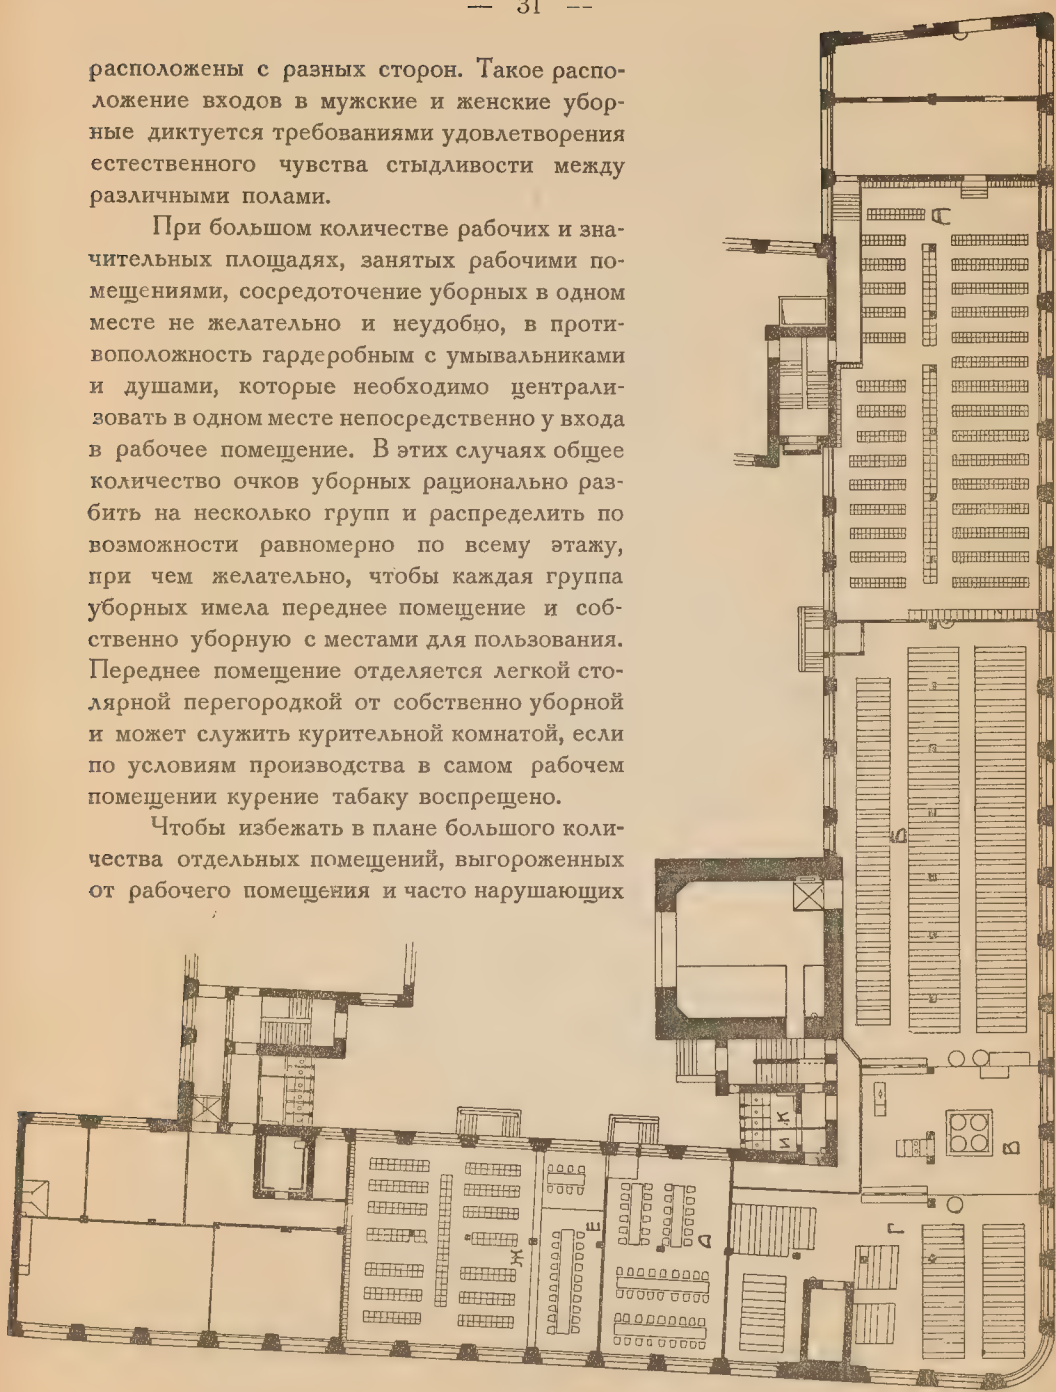 — 31 —
расположены с разных сторон. Такое распо-
ложение входов в мужские и женские убор-
ные диктуется требованиями удовлетворения
естественного чувства стыдливости между
различными полами.
При большом количестве рабочих и зна-
чительных площадях, занятых рабочими по-
мещениями, сосредоточение уборных в одном
месте не желательно и неудобно, в проти-
воположность гардеробным с умывальниками
и душами, которые необходимо централи-
зовать в одном месте непосредственно у входа
в рабочее помещение. В этих случаях общее
количество очков уборных рационально раз-
бить на несколько групп и распределить по
возможности равномерно по всему этажу,
при чем желательно, чтобы каждая группа
уборных имела переднее помещение и соб-
ственно уборную с местами для пользования.
Переднее помещение отделяется легкой сто-
лярной перегородкой от собственно уборной
и может служить курительной комнатой, если
по условиям производства в самом рабочем
помещении курение табаку воспрещено.
Чтобы избежать в плане большого коли-
чества отдельных помещений, выгороженных
от рабочего помещения и часто нарушающих
А
Б
В
Г
Д
Е
Ж
И
К